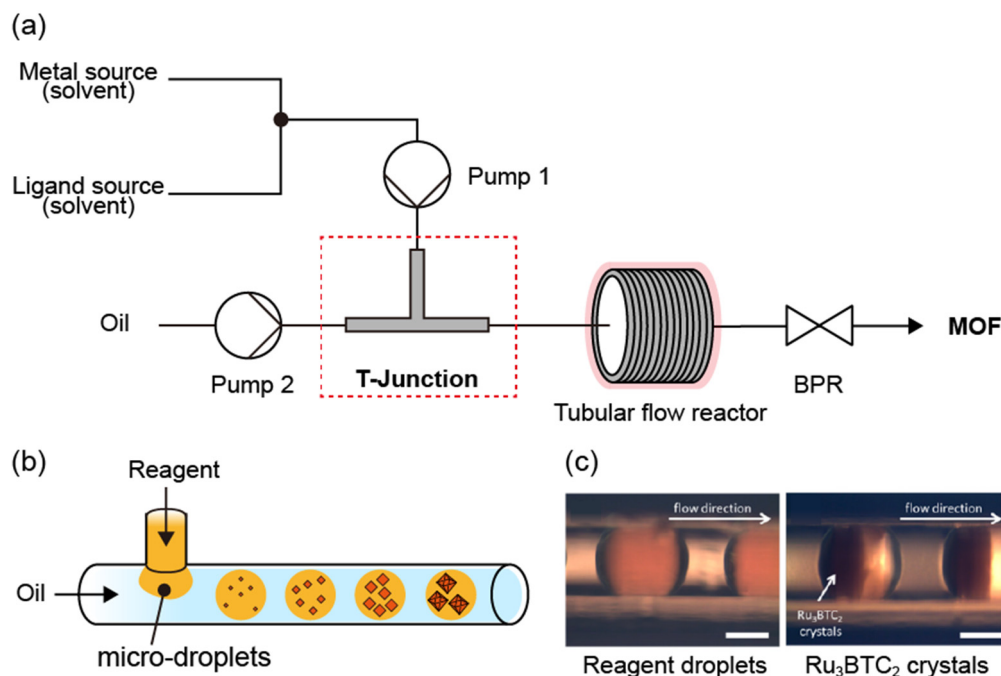 (a)
Metal source
(solvent)
Ligand source
(solvent)
Pump 1
Oil
Pump 2
T-Junction
Tubular flow reactor
BPR
MOF
(b)
Reagent
Oil
micro-droplets
(c)
flow direction
flow direction
Ru₃BTC₂
crystals
Reagent droplets
Ru₃BTC₂ crystals